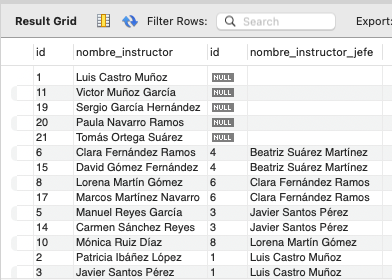 Result Grid Filter Rows: Search Export:
id nombre_instructor id nombre_instructor_jefe
1 Luis Castro Muñoz NULL
11 Victor Muñoz García NULL
19 Sergio García Hernández NULL
20 Paula Navarro Ramos NULL
21 Tomás Ortega Suárez NULL
6 Clara Fernández Ramos 4 Beatriz Suárez Martínez
15 David Gómez Fernández 4 Beatriz Suárez Martínez
8 Lorena Martín Gómez 6 Clara Fernández Ramos
17 Marcos Martínez Navarro 6 Clara Fernández Ramos
5 Manuel Reyes García 3 Javier Santos Pérez
14 Carmen Sánchez Reyes 3 Javier Santos Pérez
10 Mónica Ruiz Díaz 8 Lorena Martín Gómez
2 Patricia Ibáñez López 1 Luis Castro Muñoz
3 Javier Santos Pérez 1 Luis Castro Muñoz